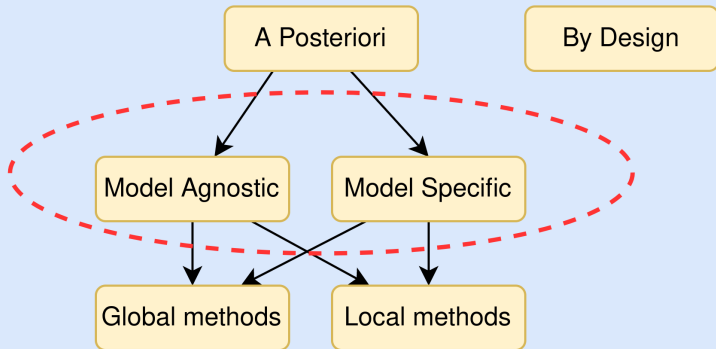 A Posteriori
By Design
Model Agnostic
Model Specific
Global methods
Local methods